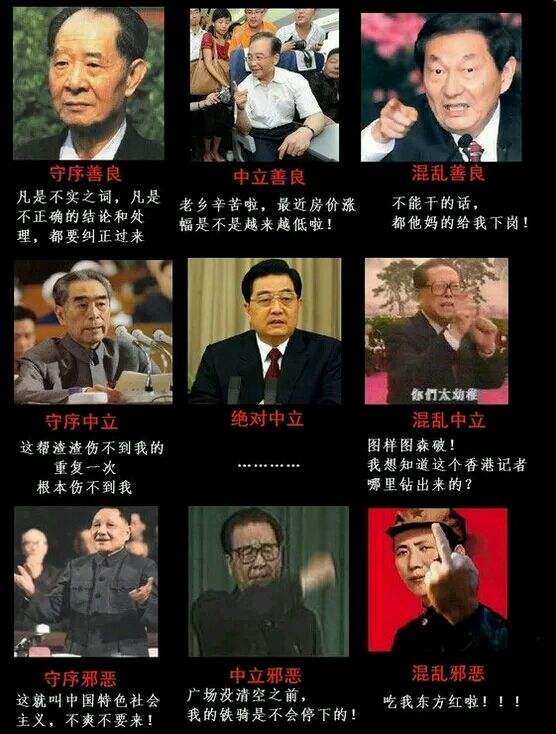 守序善良
凡是不实之词，凡是
不正确的结论和处
理，都要纠正过来
中立善良
老乡辛苦啦，最近房价涨
幅是不是越来越低啦！
混乱善良
不能干的话，
都他妈的给我下岗！
守序中立
这帮渣渣伤不到我的
重复一次
根本伤不到我
绝对中立
…………
你們太幼稚
混乱中立
图样图森破！
我想知道这个香港记者
哪里钻出来的？
守序邪恶
这就叫中国特色社会
主义，不爽不要来！
中立邪恶
广场没清空之前，
我的铁骑是不会停下的！
混乱邪恶
吃我东方红啦！！！